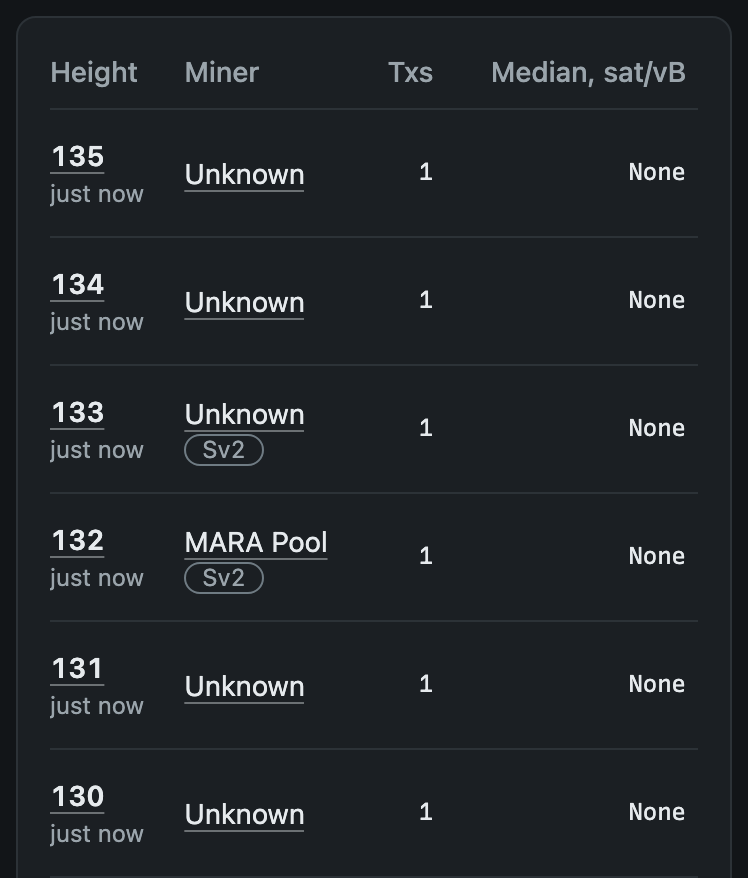 Height Miner Txs Median, sat/vB
135
just now
Unknown 1 None
134
just now
Unknown 1 None
133
just now
Unknown
Sv2
1 None
132
just now
MARA Pool
Sv2
1 None
131
just now
Unknown 1 None
130
just now
Unknown 1 None